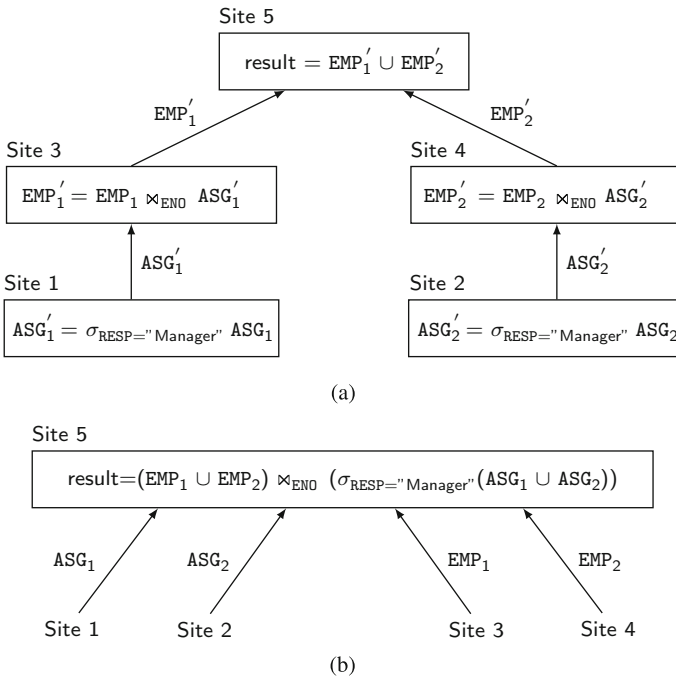 Site 5
result = EMP₁′ ∪ EMP₂′
EMP₁′
EMP₂′
Site 3
Site 4
EMP₁′ = EMP₁ ⋈ENO ASG₁′
EMP₂′ = EMP₂ ⋈ENO ASG₂′
ASG₁′
ASG₂′
Site 1
Site 2
ASG₁′ = σRESP="Manager" ASG₁
ASG₂′ = σRESP="Manager" ASG₂
(a)
Site 5
result=(EMP₁ ∪ EMP₂) ⋈ENO (σRESP="Manager"(ASG₁ ∪ ASG₂))
ASG₁
ASG₂
EMP₁
EMP₂
Site 1
Site 2
Site 3
Site 4
(b)